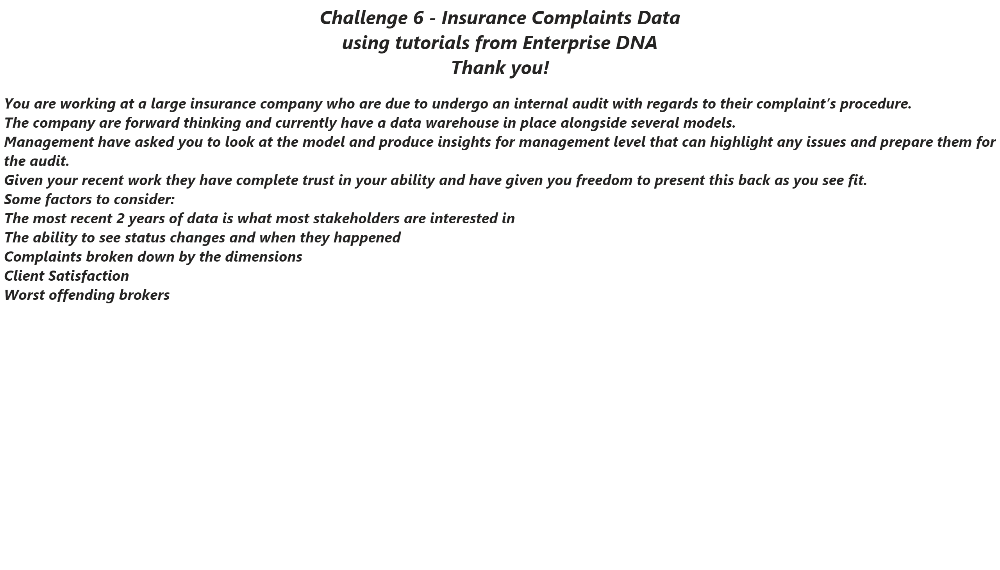 Challenge 6 - Insurance Complaints Data
using tutorials from Enterprise DNA
Thank you!
You are working at a large insurance company who are due to undergo an internal audit with regards to their complaint’s procedure.
The company are forward thinking and currently have a data warehouse in place alongside several models.
Management have asked you to look at the model and produce insights for management level that can highlight any issues and prepare them for
the audit.
Given your recent work they have complete trust in your ability and have given you freedom to present this back as you see fit.
Some factors to consider:
The most recent 2 years of data is what most stakeholders are interested in
The ability to see status changes and when they happened
Complaints broken down by the dimensions
Client Satisfaction
Worst offending brokers